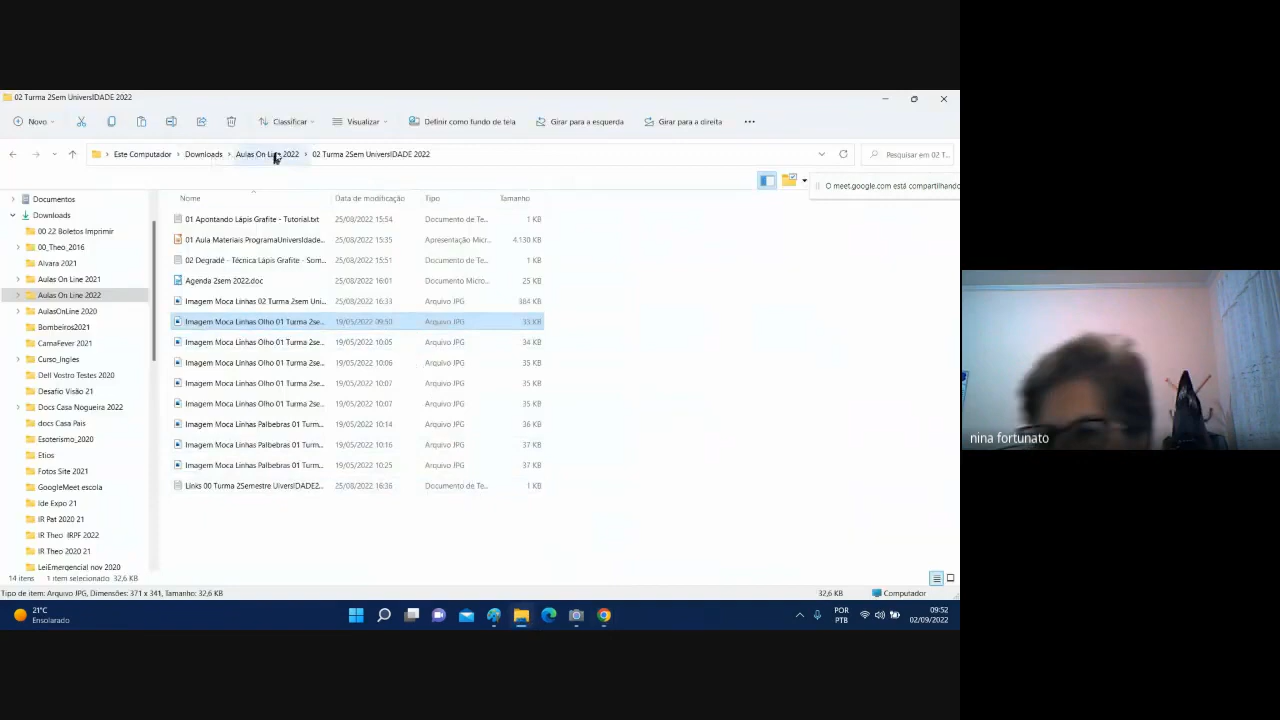 02 Turma 2Sem UniversIDADE 2022
Novo Classificar Visualizar Definir como fundo de tela Girar para a esquerda Girar para a direita
Este Computador Downloads Aulas On Line 2022 02 Turma 2Sem UniversIDADE 2022 Pesquisar em 02 T...
O meet.google.com está compartilhando
Nome Data de modificação Tipo Tamanho
Documentos
Downloads
00 22 Boletos Imprimir
00_Theo_2016
Alvara 2021
Aulas On Line 2021
Aulas On Line 2022
AulasOnLine 2020
Bombeiros2021
CarnaFever 2021
Curso_Ingles
Dell Vostro Testes 2020
Desafio Visão 21
Docs Casa Nogueira 2022
docs Casa Pais
Esoterismo_2020
Etios
Fotos Site 2021
GoogleMeet escola
Ide Expo 21
IR Pat 2020 21
IR Theo IRPF 2022
IR Theo 2020 21
LeiEmergencial nov 2020
01 Apontando Lápis Grafite - Tutorial.txt 25/08/2022 15:54 Documento de Te... 1 KB
01 Aula Materiais ProgramaUniversIdade... 25/08/2022 15:35 Apresentação Micr... 4.130 KB
02 Degradê - Técnica Lápis Grafite - Som... 25/08/2022 15:51 Documento de Te... 1 KB
Agenda 2sem 2022.doc 25/08/2022 16:01 Documento Micro... 25 KB
Imagem Moca Linhas 02 Turma 2sem Uni... 25/08/2022 16:33 Arquivo JPG 384 KB
Imagem Moca Linhas Olho 01 Turma 2se... 19/05/2022 09:50 Arquivo JPG 33 KB
Imagem Moca Linhas Olho 01 Turma 2se... 19/05/2022 10:05 Arquivo JPG 34 KB
Imagem Moca Linhas Olho 01 Turma 2se... 19/05/2022 10:06 Arquivo JPG 35 KB
Imagem Moca Linhas Olho 01 Turma 2se... 19/05/2022 10:07 Arquivo JPG 35 KB
Imagem Moca Linhas Olho 01 Turma 2se... 19/05/2022 10:07 Arquivo JPG 35 KB
Imagem Moca Linhas Palbebras 01 Turm... 19/05/2022 10:14 Arquivo JPG 36 KB
Imagem Moca Linhas Palbebras 01 Turm... 19/05/2022 10:16 Arquivo JPG 37 KB
Imagem Moca Linhas Palbebras 01 Turm... 19/05/2022 10:25 Arquivo JPG 37 KB
Links 00 Turma 2Semestre UiversIDADE2... 25/08/2022 16:36 Documento de Te... 1 KB
14 itens 1 item selecionado 32,6 KB
Tipo de item: Arquivo JPG, Dimensões: 371 x 341, Tamanho: 32,6 KB 32,6 KB Computador
21°C
Ensolarado
POR
PTB
09:52
02/09/2022
nina fortunato